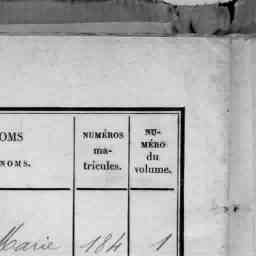 OMS NUMÉROS NU-
MÉRO
NOMS. ma- du
tricules. volume.
Marie 184 1